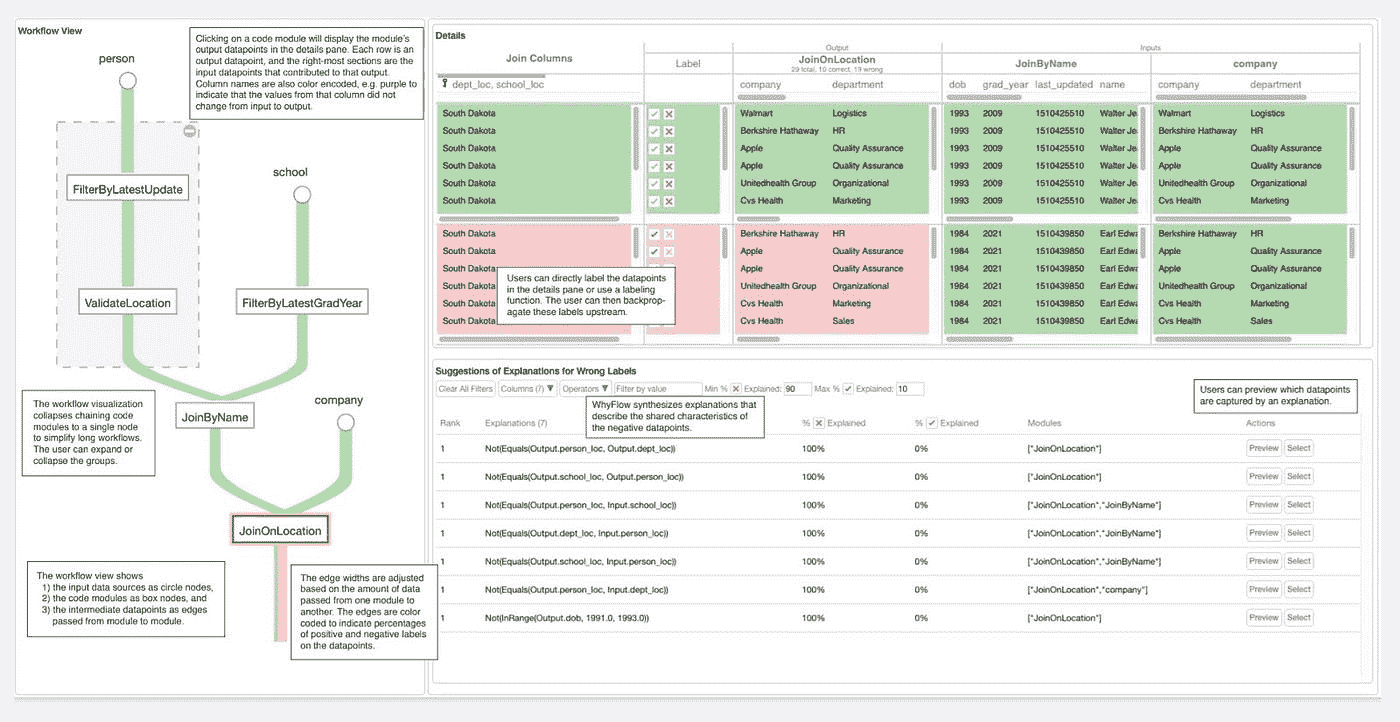 Workflow View
Clicking on a code module will display the module's
output datapoints in the details pane. Each row is an
output datapoint, and the right-most sections are the
input datapoints that contributed to that output.
Column names are also color encoded, e.g. purple to
indicate that the values from that column did not
change from input to output.
person
FilterByLatestUpdate
school
ValidateLocation
FilterByLatestGradYear
The workflow visualization
collapses chaining code
modules to a single node
to simplify long workflows.
The user can expand or
collapse the groups.
JoinByName
company
JoinOnLocation
The workflow view shows
1) the input data sources as circle nodes,
2) the code modules as box nodes, and
3) the intermediate datapoints as edges
passed from module to module.
The edge widths are adjusted
based on the amount of data
passed from one module to
another. The edges are color
coded to indicate percentages
of positive and negative labels
on the datapoints.
Details
Output Inputs
Join Columns Label JoinOnLocation JoinByName company
29 total, 10 correct, 19 wrong
dept_loc, school_loc company department dob grad_year last_updated name company department
South Dakota Walmart Logistics 1993 2009 1510425510 Walter Je Walmart Logistics
South Dakota Berkshire Hathaway HR 1993 2009 1510425510 Walter Je Berkshire Hathaway HR
South Dakota Apple Quality Assurance 1993 2009 1510425510 Walter Je Apple Quality Assurance
South Dakota Apple Quality Assurance 1993 2009 1510425510 Walter Je Apple Quality Assurance
South Dakota Unitedhealth Group Organizational 1993 2009 1510425510 Walter Je Unitedhealth Group Organizational
South Dakota Cvs Health Marketing 1993 2009 1510425510 Walter Je Cvs Health Marketing
South Dakota Berkshire Hathaway HR 1984 2021 1510439850 Earl Edwa Berkshire Hathaway HR
South Dakota Apple Quality Assurance 1984 2021 1510439850 Earl Edwa Apple Quality Assurance
South Dakota Apple Quality Assurance 1984 2021 1510439850 Earl Edwa Apple Quality Assurance
South Dakota Unitedhealth Group Organizational 1984 2021 1510439850 Earl Edwa Unitedhealth Group Organizational
South Dakota Cvs Health Marketing 1984 2021 1510439850 Earl Edwa Cvs Health Marketing
South Dakota Cvs Health Sales 1984 2021 1510439850 Earl Edwa Cvs Health Sales
Users can directly label the datapoints
in the details pane or use a labeling
function. The user can then backprop-
agate these labels upstream.
Suggestions of Explanations for Wrong Labels
Clear All Filters Columns (7) Operators Filter by value Min % Explained: 90 Max % Explained: 10
WhyFlow synthesizes explanations that
describe the shared characteristics of
the negative datapoints.
Users can preview which datapoints
are captured by an explanation.
Rank Explanations (7) % Explained % Explained Modules Actions
1 Not(Equals(Output.person_loc, Output.dept_loc)) 100% 0% ["JoinOnLocation"] Preview Select
1 Not(Equals(Output.school_loc, Output.person_loc)) 100% 0% ["JoinOnLocation"] Preview Select
1 Not(Equals(Output.person_loc, Input.school_loc)) 100% 0% ["JoinOnLocation","JoinByName"] Preview Select
1 Not(Equals(Output.dept_loc, Input.person_loc)) 100% 0% ["JoinOnLocation","JoinByName"] Preview Select
1 Not(Equals(Output.school_loc, Input.person_loc)) 100% 0% ["JoinOnLocation","JoinByName"] Preview Select
1 Not(Equals(Output.person_loc, Input.dept_loc)) 100% 0% ["JoinOnLocation","company"] Preview Select
1 Not(InRange(Output.dob, 1991.0, 1993.0)) 100% 0% ["JoinOnLocation"] Preview Select